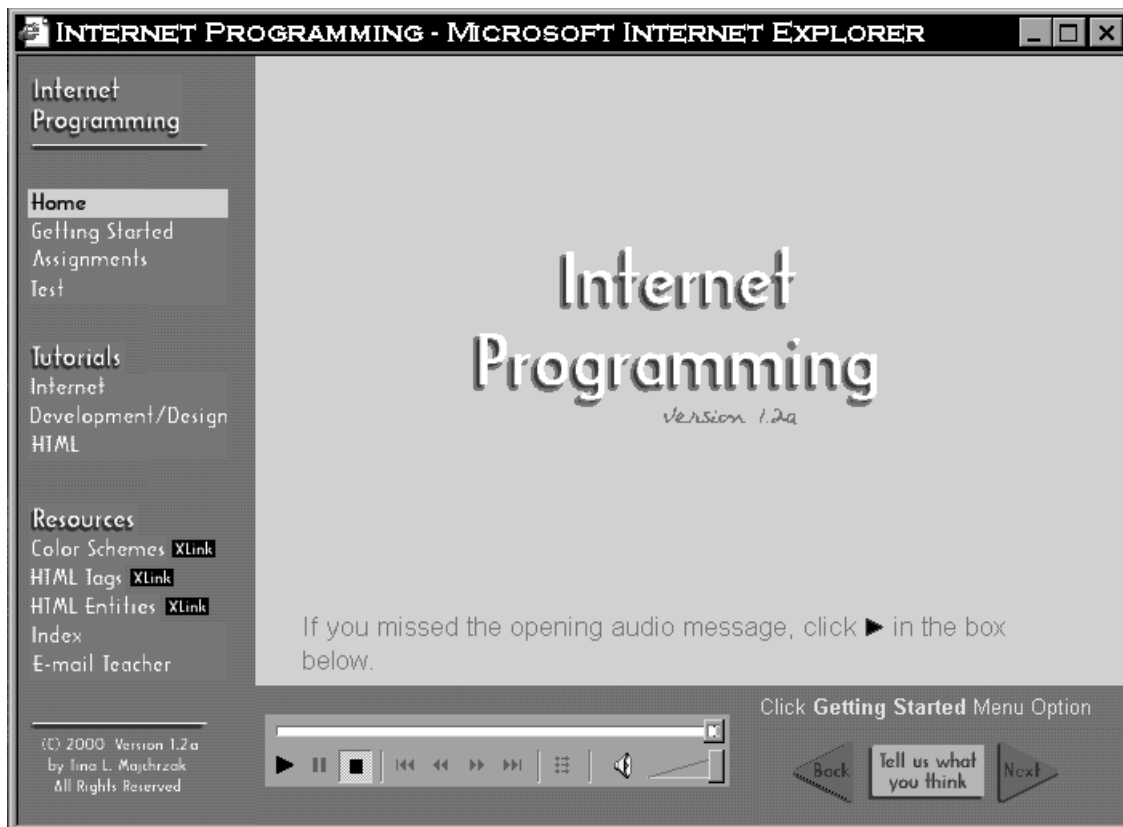 INTERNET PROGRAMMING - MICROSOFT INTERNET EXPLORER
Internet
Programming
Home
Getting Started
Assignments
Test
Tutorials
Internet
Development/Design
HTML
Resources
Color Schemes XLink
HTML Tags XLink
HTML Entities XLink
Index
E-mail Teacher
(C) 2000 Version 1.2a
by Tina L. Majchrzak
All Rights Reserved
Internet
Programming
Version 1.2a
If you missed the opening audio message, click ▶ in the box
below.
Click Getting Started Menu Option
Back
Tell us what
you think
Next